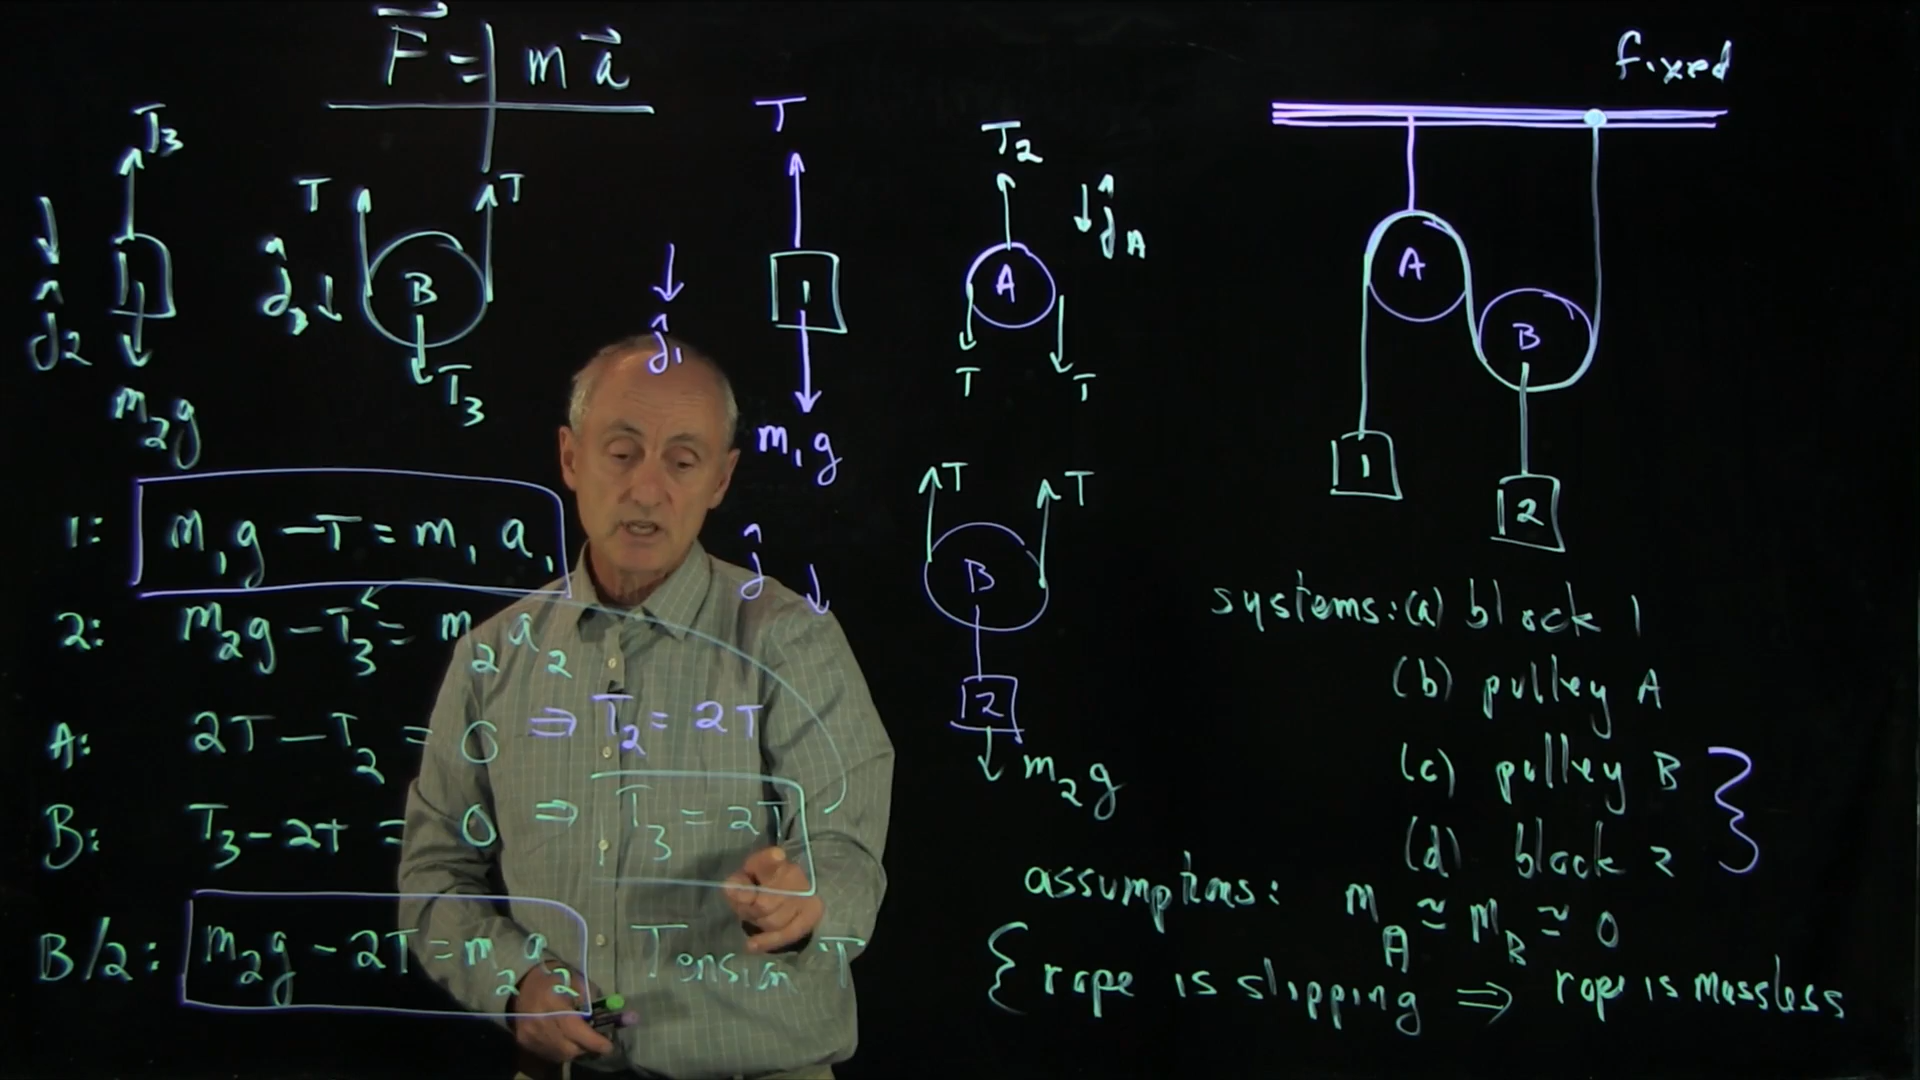 F⃗ = m a⃗
fixed
T₃
T
T
ĵ₂
1
m₂g
ĵ₃
B
T₃
T
ĵ₁
1
m₁g
T₂
ĵA
A
T
T
A
B
1
2
T
T
ĵ
B
2
m₂g
1: m₁g − T = m₁ a₁
2: m₂g − T₃ = m₂ a₂
A: 2T − T₂ = 0 ⇒ T₂ = 2T
B: T₃ − 2T = 0 ⇒ T₃ = 2T
B/2: m₂g − 2T = m₂ a₂
Tension T
systems: (a) block 1
(b) pulley A
(c) pulley B
(d) block 2
assumptions: mA ≃ mB ≃ 0
{ rope is slipping ⇒ rope is massless